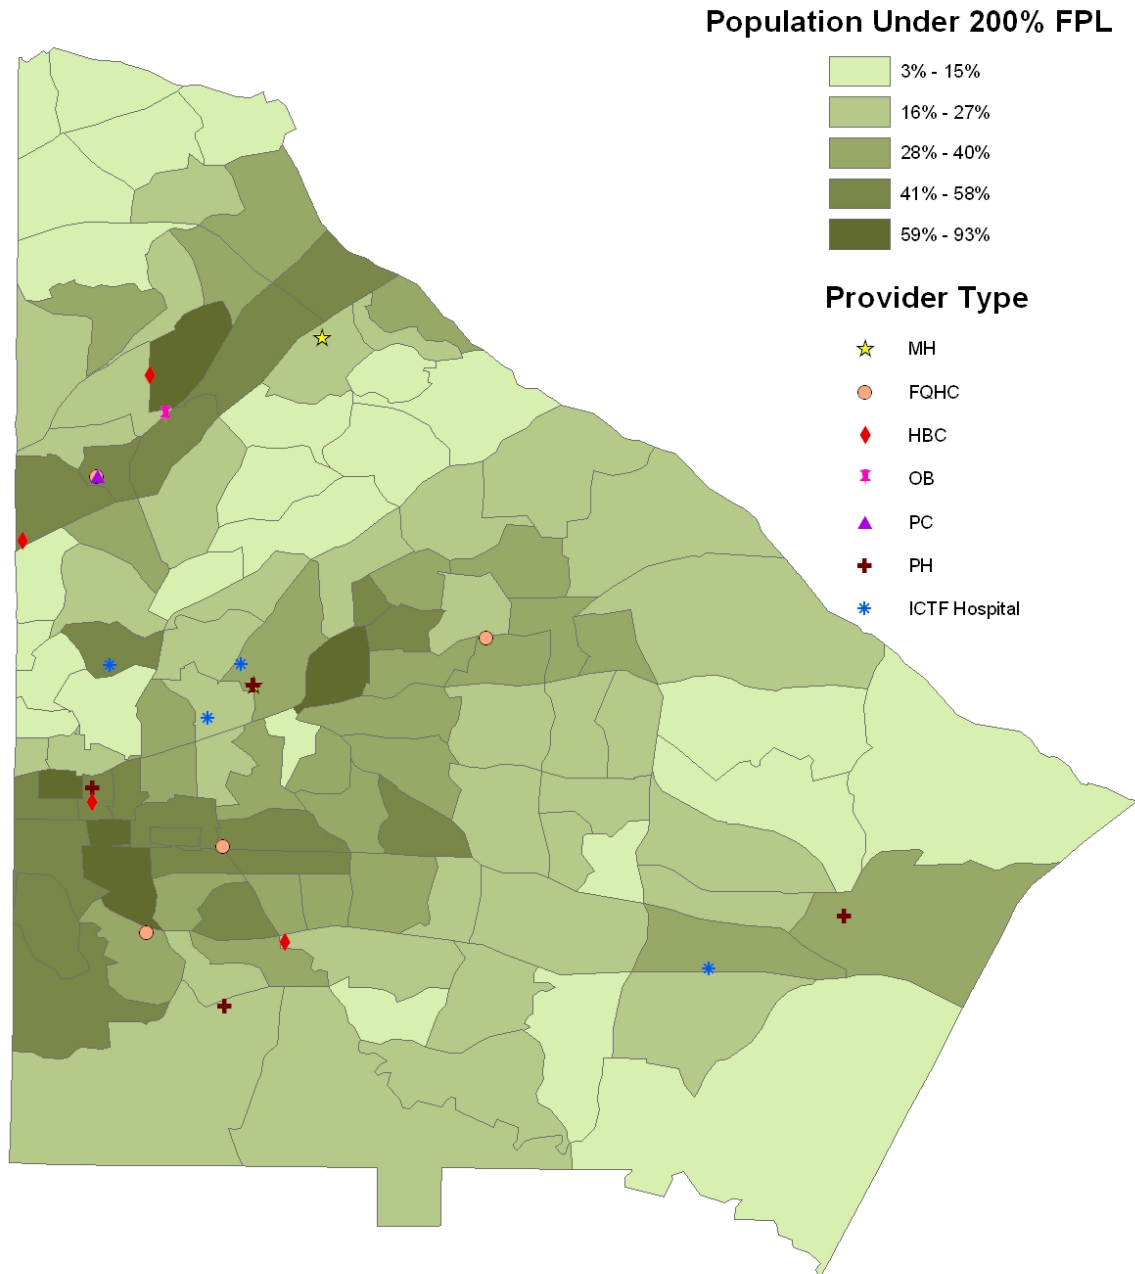 Population Under 200% FPL
3% - 15%
16% - 27%
28% - 40%
41% - 58%
59% - 93%
Provider Type
MH
FQHC
HBC
OB
PC
PH
ICTF Hospital